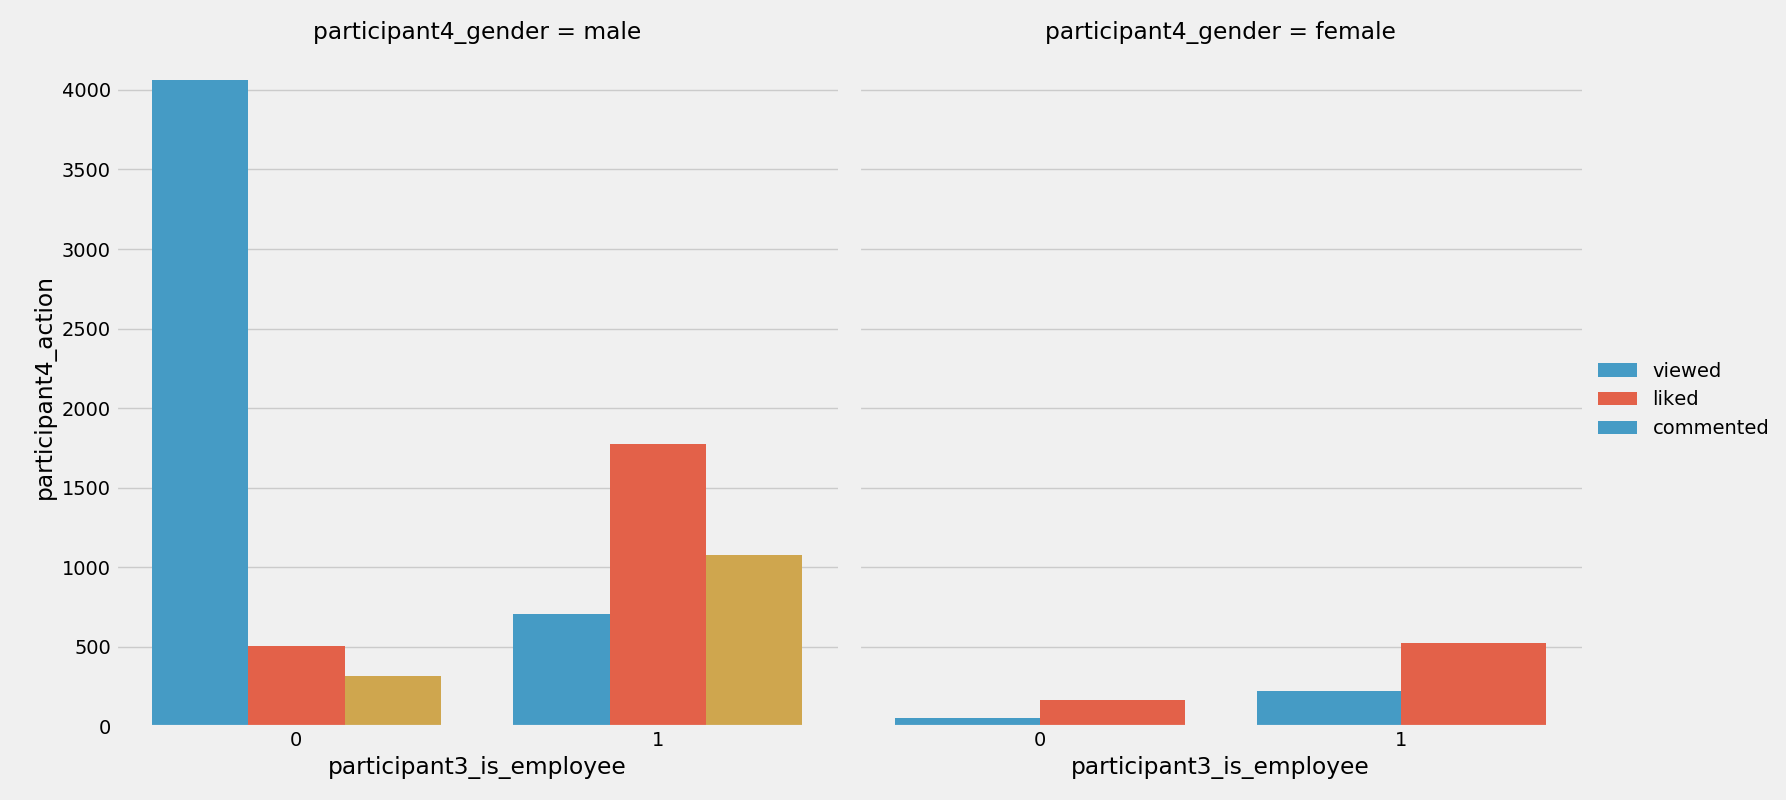 participant4_gender = male
participant4_gender = female
participant4_action
4000
3500
3000
2500
2000
1500
1000
500
0
0
1
0
1
participant3_is_employee
participant3_is_employee
viewed
liked
commented